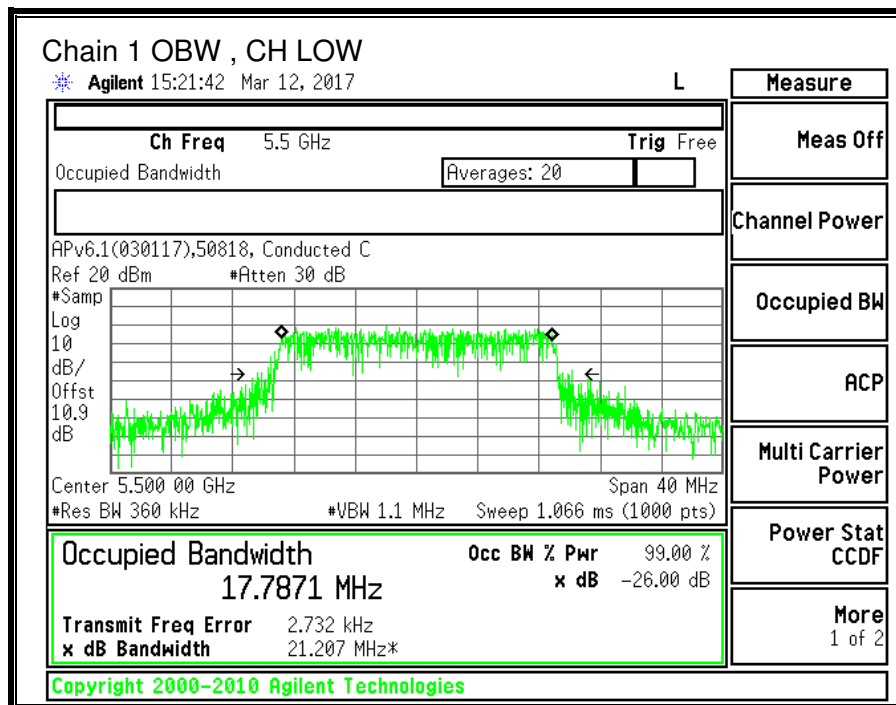 Chain 1 OBW , CH LOW
Agilent 15:21:42 Mar 12, 2017 L
Measure
Ch Freq 5.5 GHz Trig Free
Occupied Bandwidth Averages: 20
APv6.1(030117),50818, Conducted C
Ref 20 dBm #Atten 30 dB
#Samp
Log
10
dB/
Offst
10.9
dB
Center 5.500 00 GHz Span 40 MHz
#Res BW 360 kHz #VBW 1.1 MHz Sweep 1.066 ms (1000 pts)
Occupied Bandwidth Occ BW % Pwr 99.00 %
17.7871 MHz x dB -26.00 dB
Transmit Freq Error 2.732 kHz
x dB Bandwidth 21.207 MHz*
Copyright 2000-2010 Agilent Technologies
Meas Off
Channel Power
Occupied BW
ACP
Multi Carrier
Power
Power Stat
CCDF
More
1 of 2